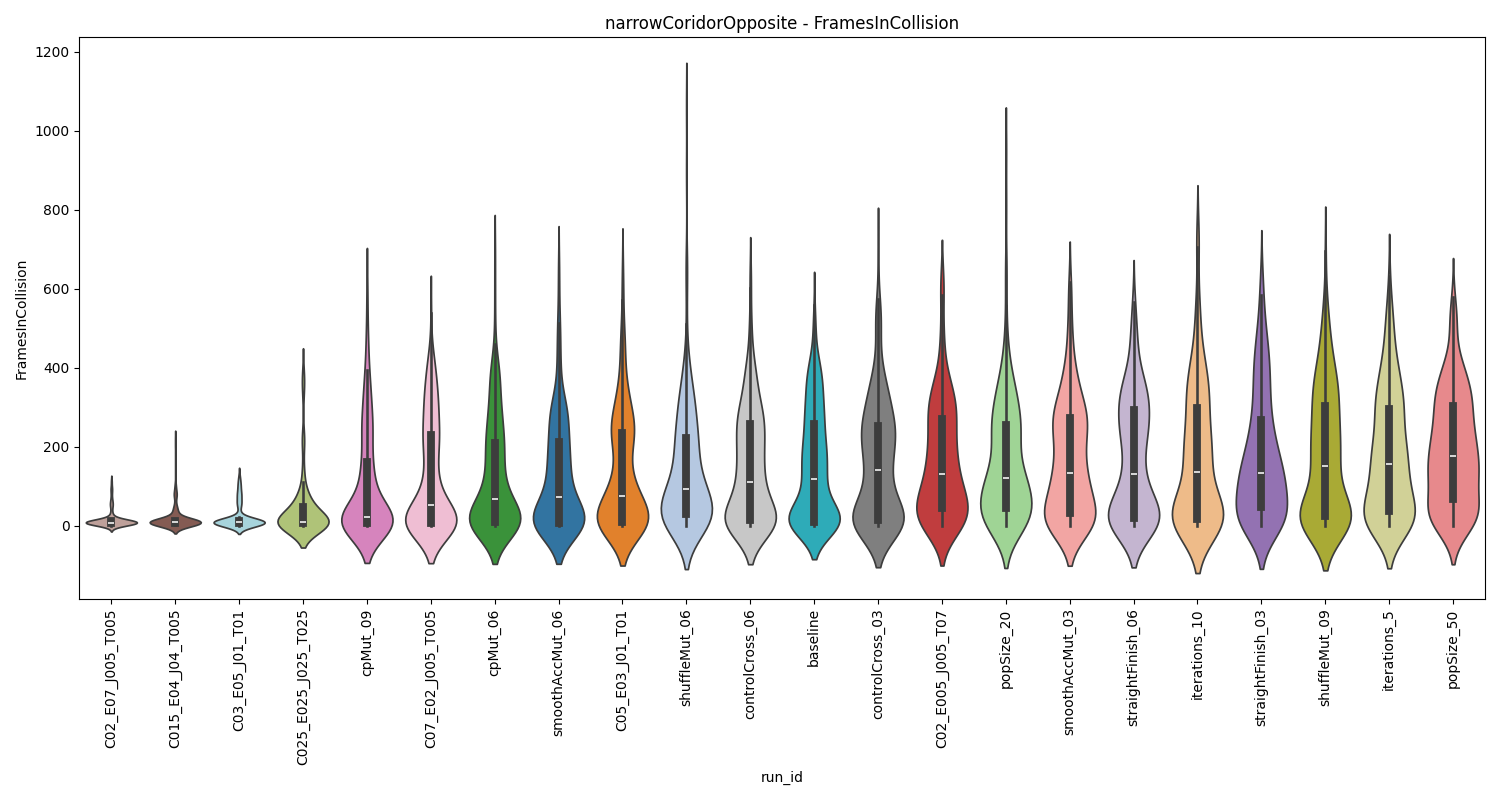 narrowCoridorOpposite - FramesInCollision
1200
1000
800
600
400
200
0
FramesInCollision
C02_E07_J005_T005
C015_E04_J04_T005
C03_E05_J01_T01
C025_E025_J025_T025
cpMut_09
C07_E02_J005_T005
cpMut_06
smoothAccMut_06
C05_E03_J01_T01
shuffleMut_06
controlCross_06
baseline
controlCross_03
C02_E005_J005_T07
popSize_20
smoothAccMut_03
straightFinish_06
iterations_10
straightFinish_03
shuffleMut_09
iterations_5
popSize_50
run_id